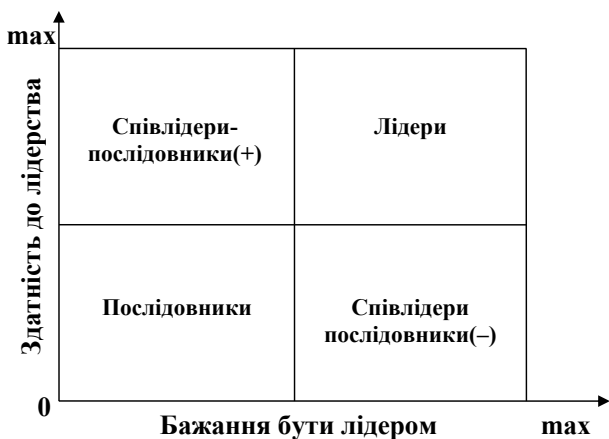 max
Здатність до лідерства
Співлідери-
послідовники(+)
Лідери
Послідовники
Співлідери
послідовники(–)
0
Бажання бути лідером
max